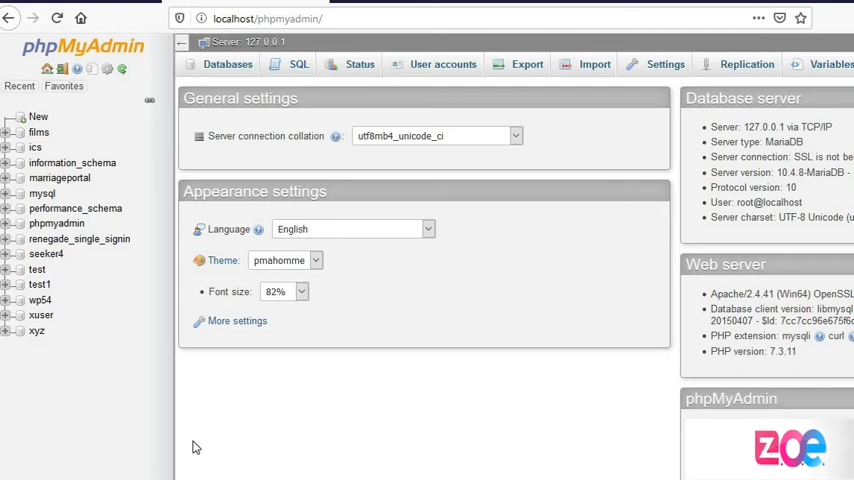 localhost/phpmyadmin/
phpMyAdmin
Recent Favorites
New
films
ics
information_schema
marriageportal
mysql
performance_schema
phpmyadmin
renegade_single_signin
seeker4
test
test1
wp54
xuser
xyz
Server: 127.0.0.1
Databases SQL Status User accounts Export Import Settings Replication Variables
General settings
Server connection collation : utf8mb4_unicode_ci
Appearance settings
Language English
Theme: pmahomme
Font size: 82%
More settings
Database server
Server: 127.0.0.1 via TCP/IP
Server type: MariaDB
Server connection: SSL is not be
Server version: 10.4.8-MariaDB -
Protocol version: 10
User: root@localhost
Server charset: UTF-8 Unicode (u
Web server
Apache/2.4.41 (Win64) OpenSSL
Database client version: libmysql
20150407 - $Id: 7cc7cc96e675f6c
PHP extension: mysqli curl
PHP version: 7.3.11
phpMyAdmin
zoe